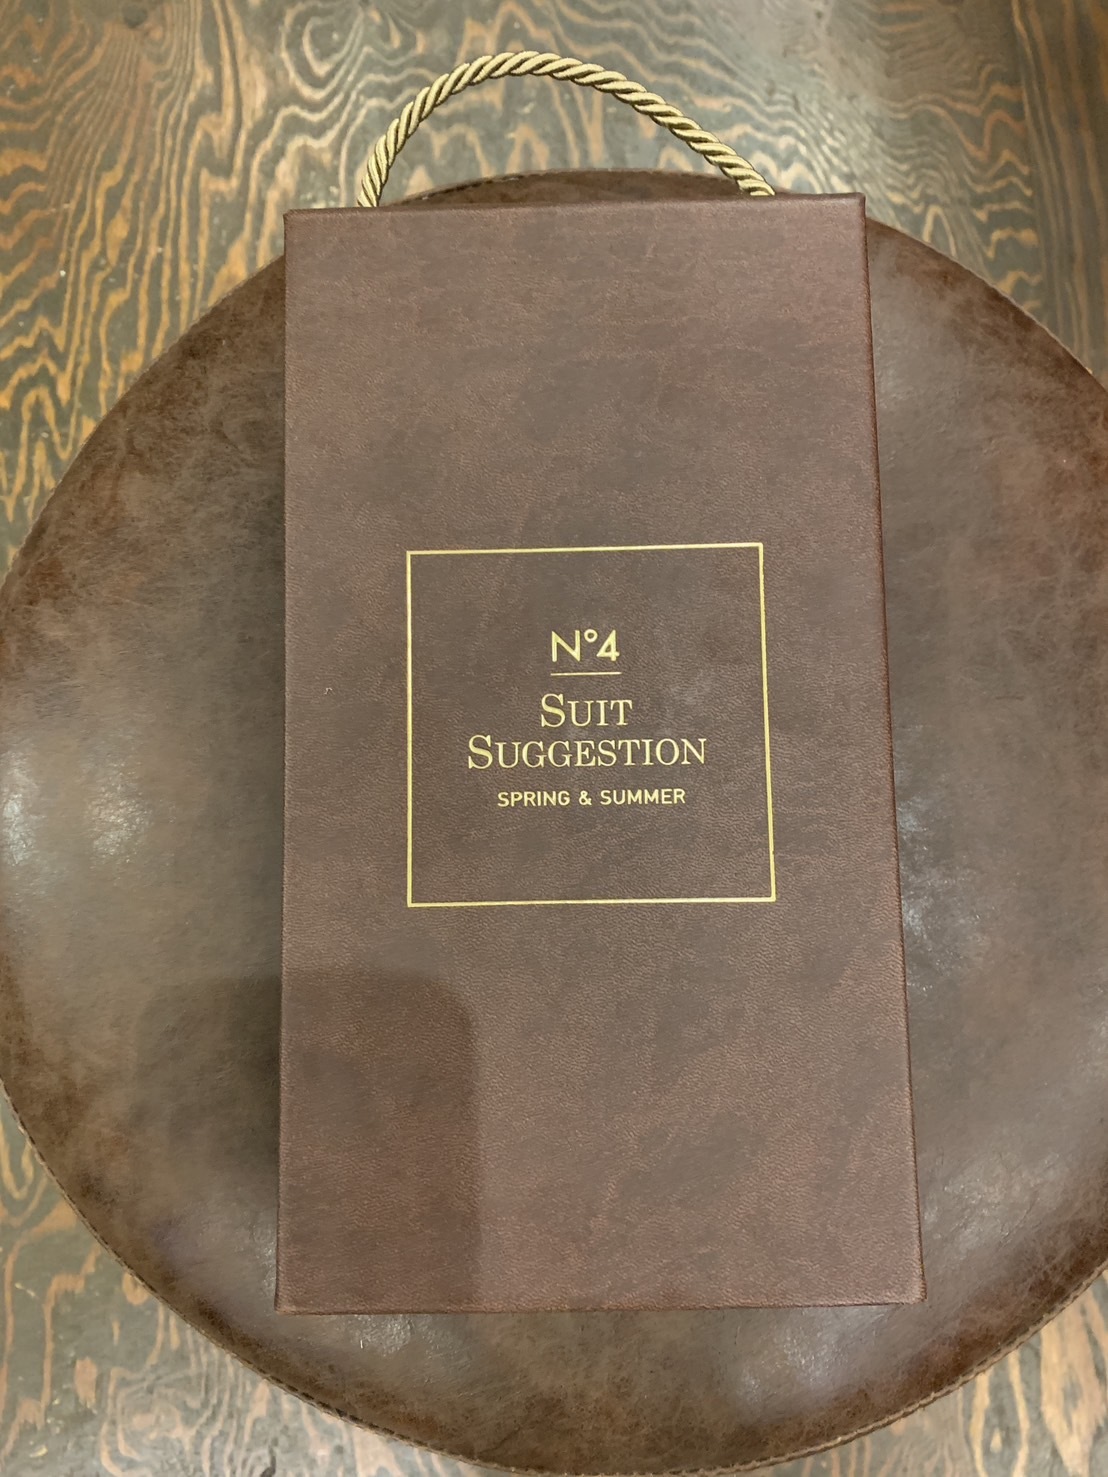 N°4
SUIT
SUGGESTION
SPRING & SUMMER